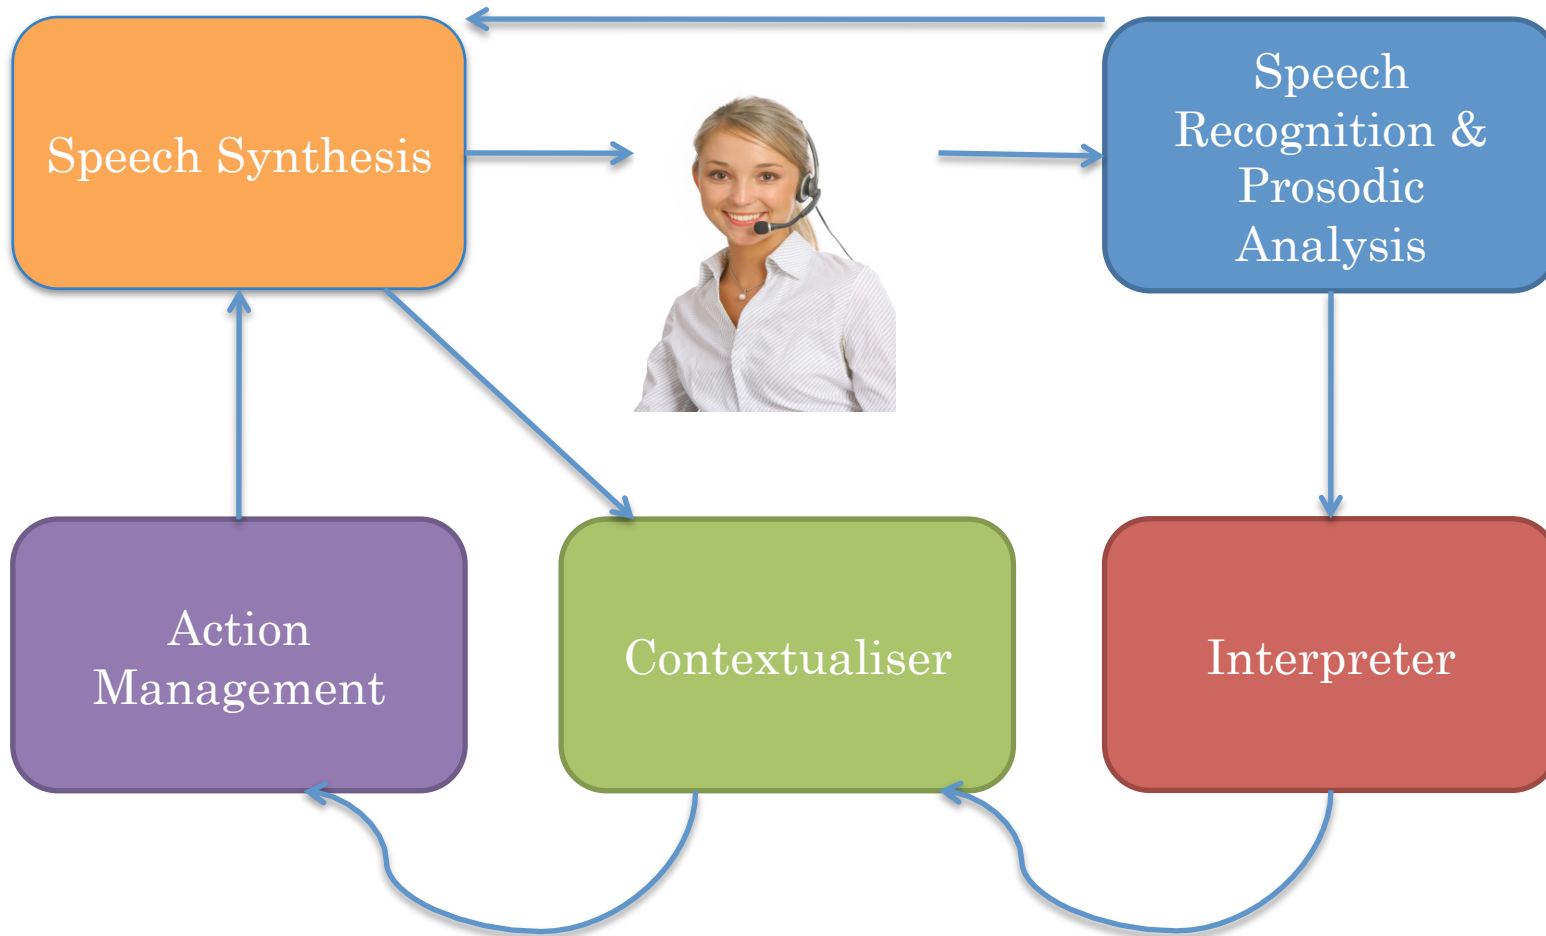 Speech Synthesis
Speech
Recognition &
Prosodic
Analysis
Action
Management
Contextualiser
Interpreter